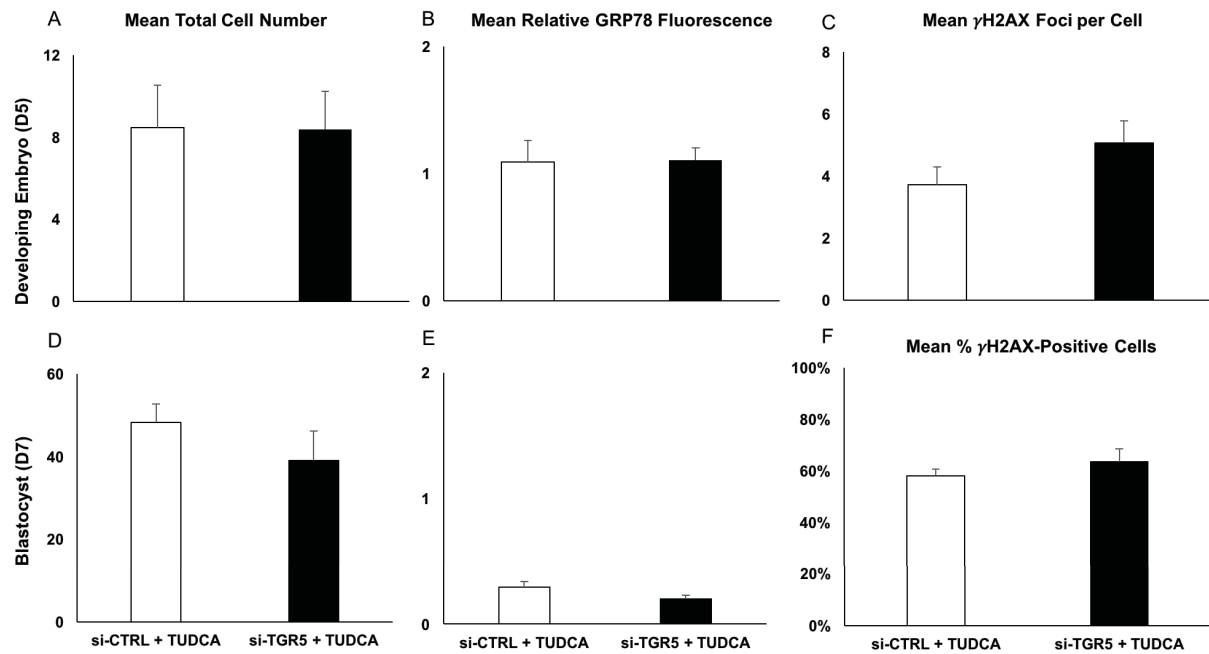 A
Mean Total Cell Number
12
8
4
0
Developing Embryo (D5)
B
Mean Relative GRP78 Fluorescence
2
1
0
C
Mean γH2AX Foci per Cell
8
6
4
2
0
D
60
40
20
0
Blastocyst (D7)
si-CTRL + TUDCA
si-TGR5 + TUDCA
E
2
1
0
si-CTRL + TUDCA
si-TGR5 + TUDCA
F
Mean % γH2AX-Positive Cells
100%
80%
60%
40%
20%
0%
si-CTRL + TUDCA
si-TGR5 + TUDCA